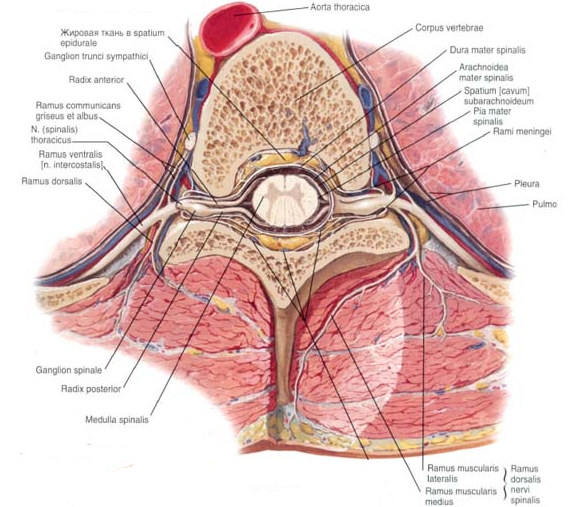 Aorta thoracica
Жировая ткань в spatium
epidurale
Ganglion trunci sympathici
Radix anterior
Ramus communicans
griseus et albus
N. (spinalis)
thoracicus
Ramus ventralis
[n. intercostalis]
Ramus dorsalis
Corpus vertebrae
Dura mater spinalis
Arachnoidea
mater spinalis
Spatium [cavum]
subarachnoideum
Pia mater
spinalis
Rami meningei
Pleura
Pulmo
Ganglion spinale
Radix posterior
Medulla spinalis
Ramus muscularis
lateralis
Ramus muscularis
medius
Ramus
dorsalis
nervi
spinalis